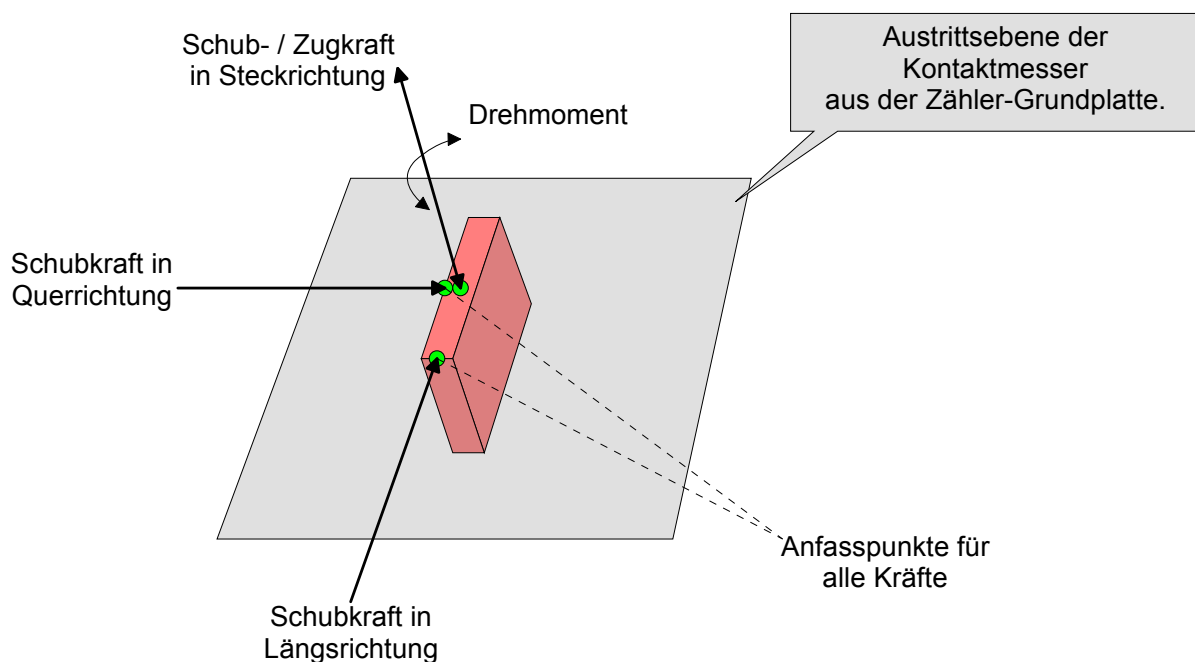 Schub- / Zugkraft
in Steckrichtung
Austrittsebene der
Kontaktmesser
aus der Zähler-Grundplatte.
Drehmoment
Schubkraft in
Querrichtung
Anfasspunkte für
alle Kräfte
Schubkraft in
Längsrichtung